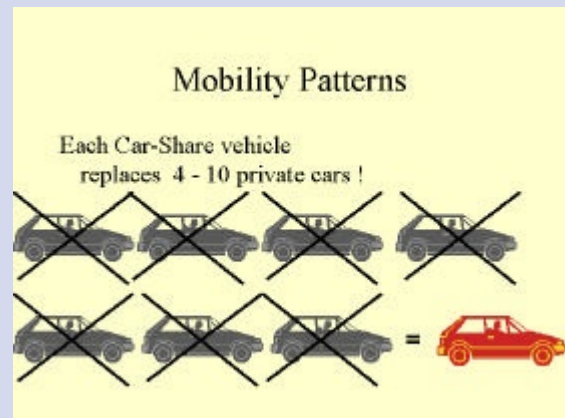 Mobility Patterns
Each Car-Share vehicle
replaces 4 - 10 private cars !
=